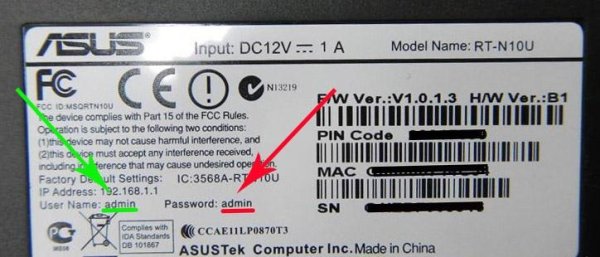 ASUS Input: DC12V 1 A Model Name: RT-N10U
FC CE N13219
FCC ID:MSQRTN10U
The device complies with Part 15 of the FCC Rules.
Operation is subject to the following two conditions:
(1)this device may not cause harmful interference, and
(2)this device must accept any interference received,
including interference that may cause undesired operation.
Factory Default Settings: IC:3568A-RTN10U
IP Address: 192.168.1.1
User Name: admin Password: admin
F/W Ver.:V1.0.1.3 H/W Ver.:B1
PIN Code
MAC
SN
Complies with
IDA Standards
DB 101667
CCAE11LP0870T3
ASUSTek Computer Inc. Made in China